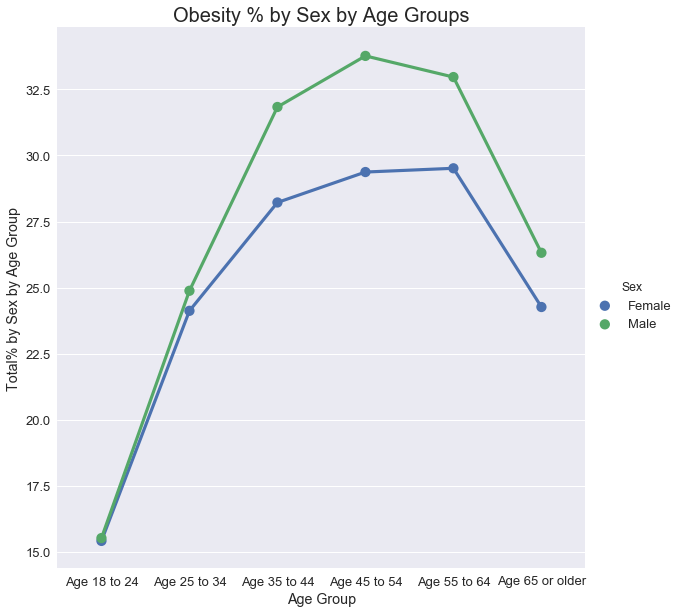 Obesity % by Sex by Age Groups
Total% by Sex by Age Group
32.5
30.0
27.5
25.0
22.5
20.0
17.5
15.0
Age 18 to 24 Age 25 to 34 Age 35 to 44 Age 45 to 54 Age 55 to 64 Age 65 or older
Age Group
Sex
Female
Male